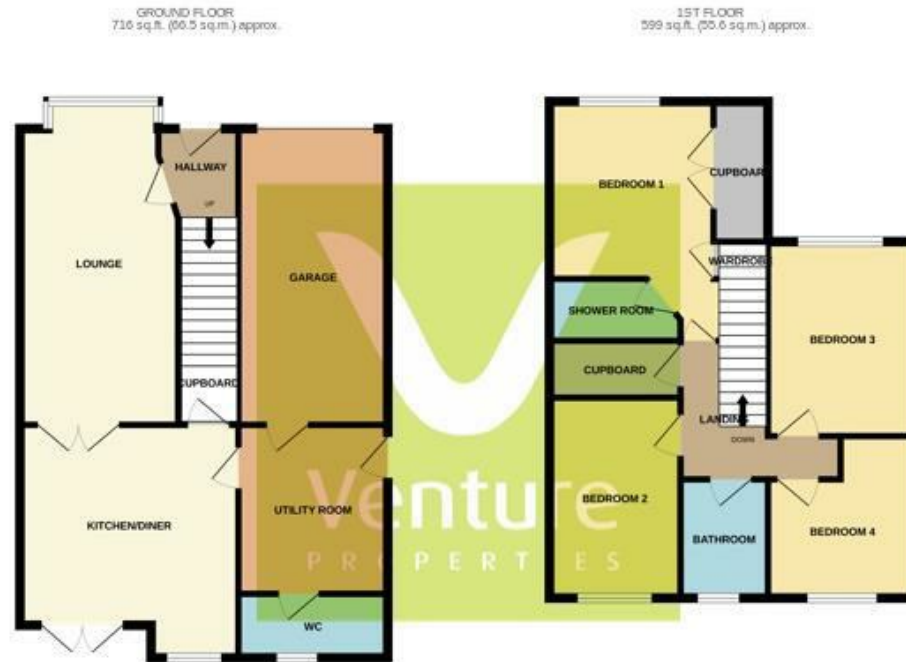 GROUND FLOOR
716 sq.ft. (66.5 sq.m.) approx.
1ST FLOOR
599 sq.ft. (55.6 sq.m.) approx.
HALLWAY
UP
LOUNGE
GARAGE
CUPBOARD
KITCHEN/DINER
UTILITY ROOM
WC
BEDROOM 1
CUPBOAR
WARDROBE
SHOWER ROOM
BEDROOM 3
CUPBOARD
LANDING
DOWN
BEDROOM 2
BATHROOM
BEDROOM 4
Venture
PROPERTIES